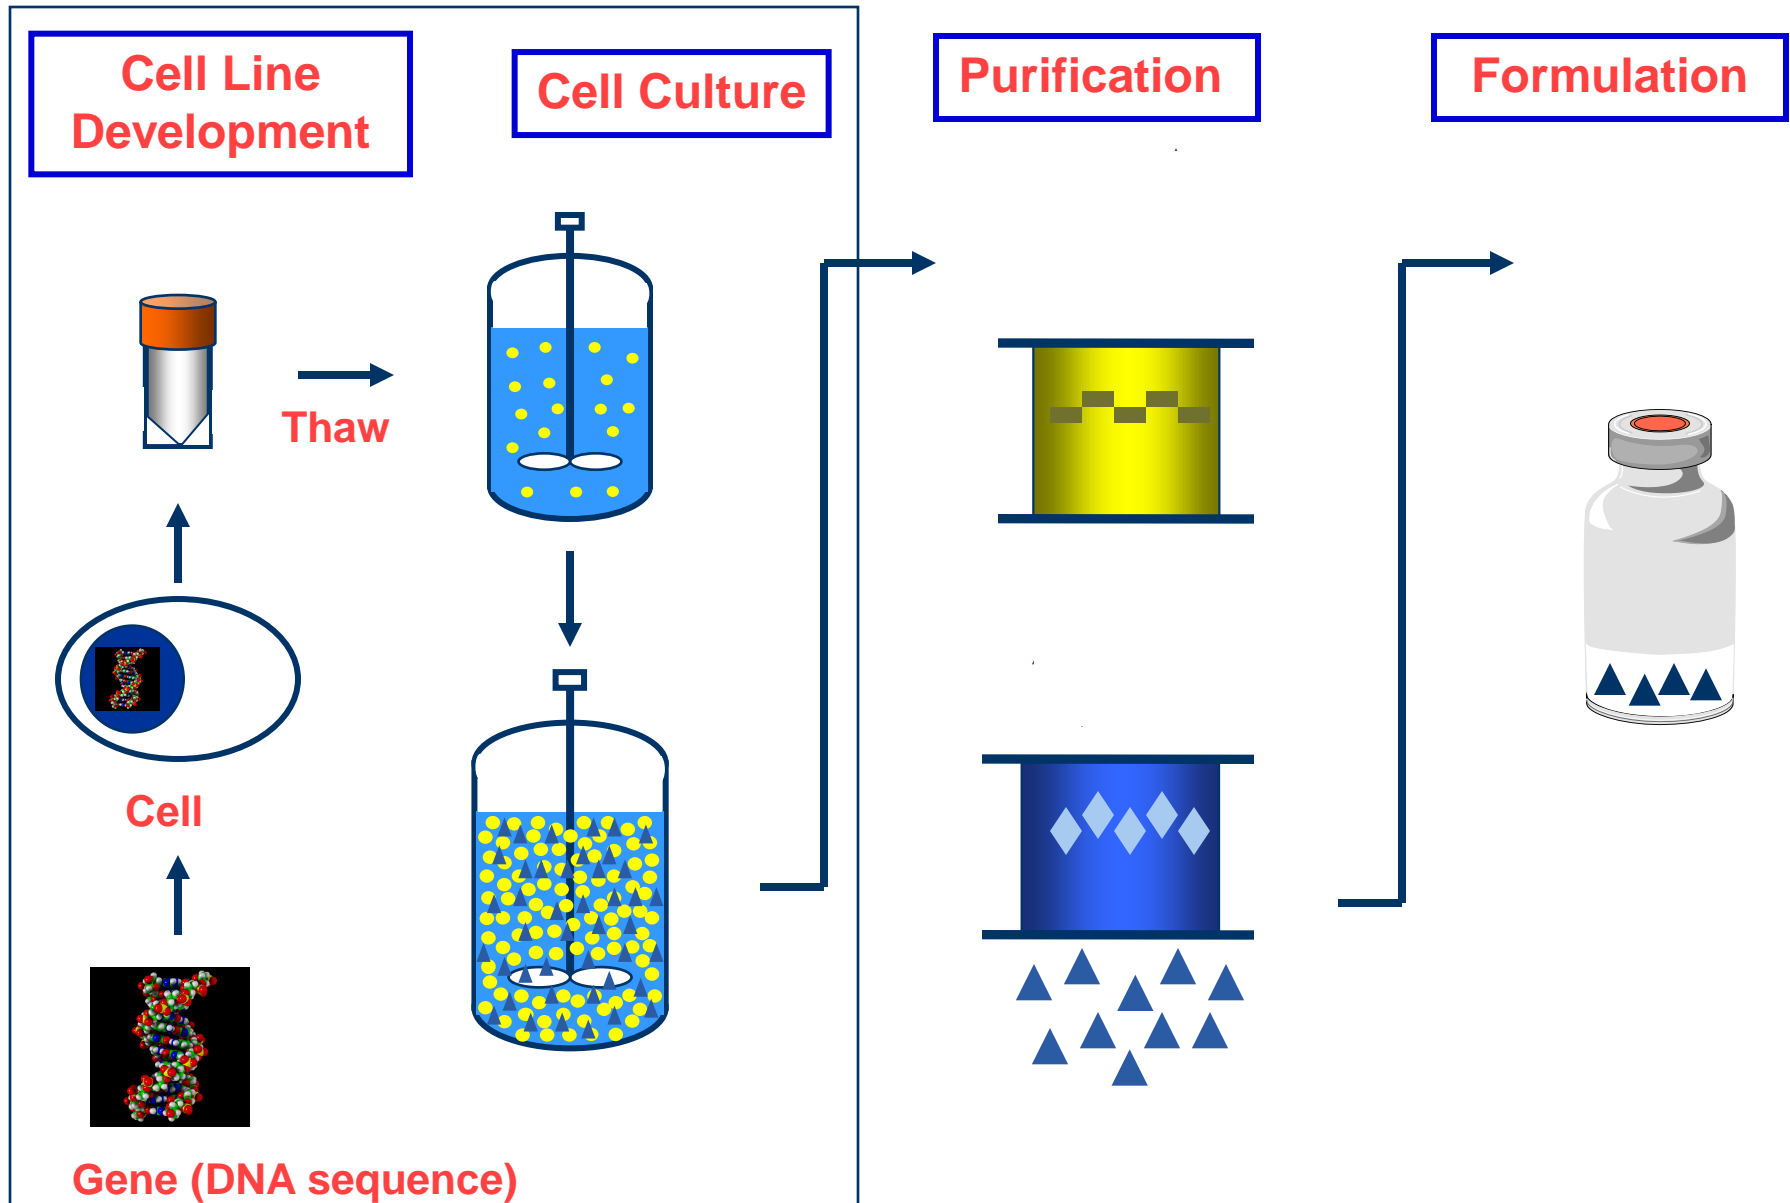 Cell Line
Development
Cell Culture
Purification
Formulation
Thaw
Cell
Gene (DNA sequence)